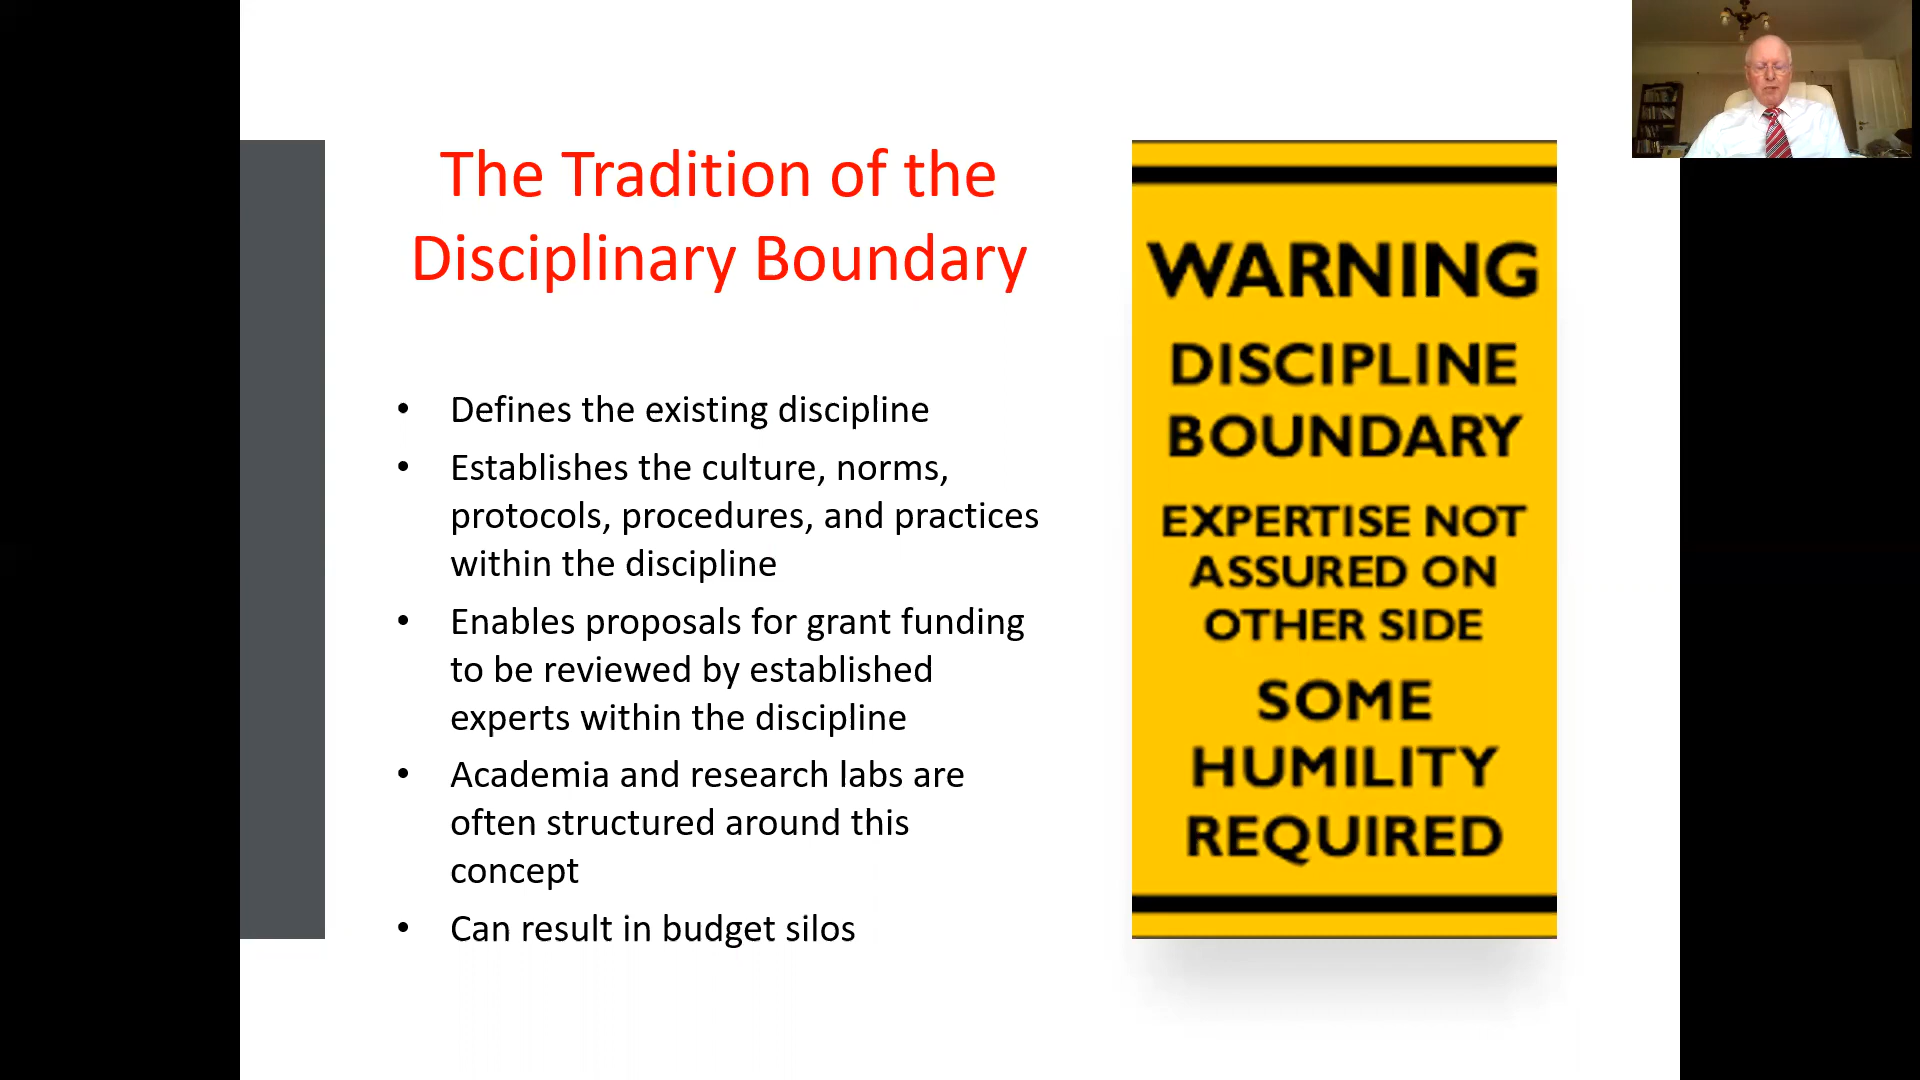 The Tradition of the
Disciplinary Boundary
• Defines the existing discipline
• Establishes the culture, norms,
protocols, procedures, and practices
within the discipline
• Enables proposals for grant funding
to be reviewed by established
experts within the discipline
• Academia and research labs are
often structured around this
concept
• Can result in budget silos
WARNING
DISCIPLINE
BOUNDARY
EXPERTISE NOT
ASSURED ON
OTHER SIDE
SOME
HUMILITY
REQUIRED